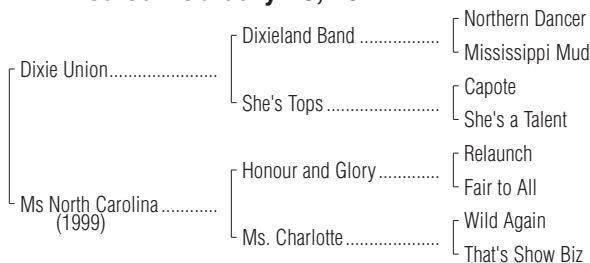 Dixieland Band
Northern Dancer
Mississippi Mud
Dixie Union
She's Tops
Capote
She's a Talent
Honour and Glory
Relaunch
Fair to All
Ms North Carolina
(1999)
Ms. Charlotte
Wild Again
That's Show Biz